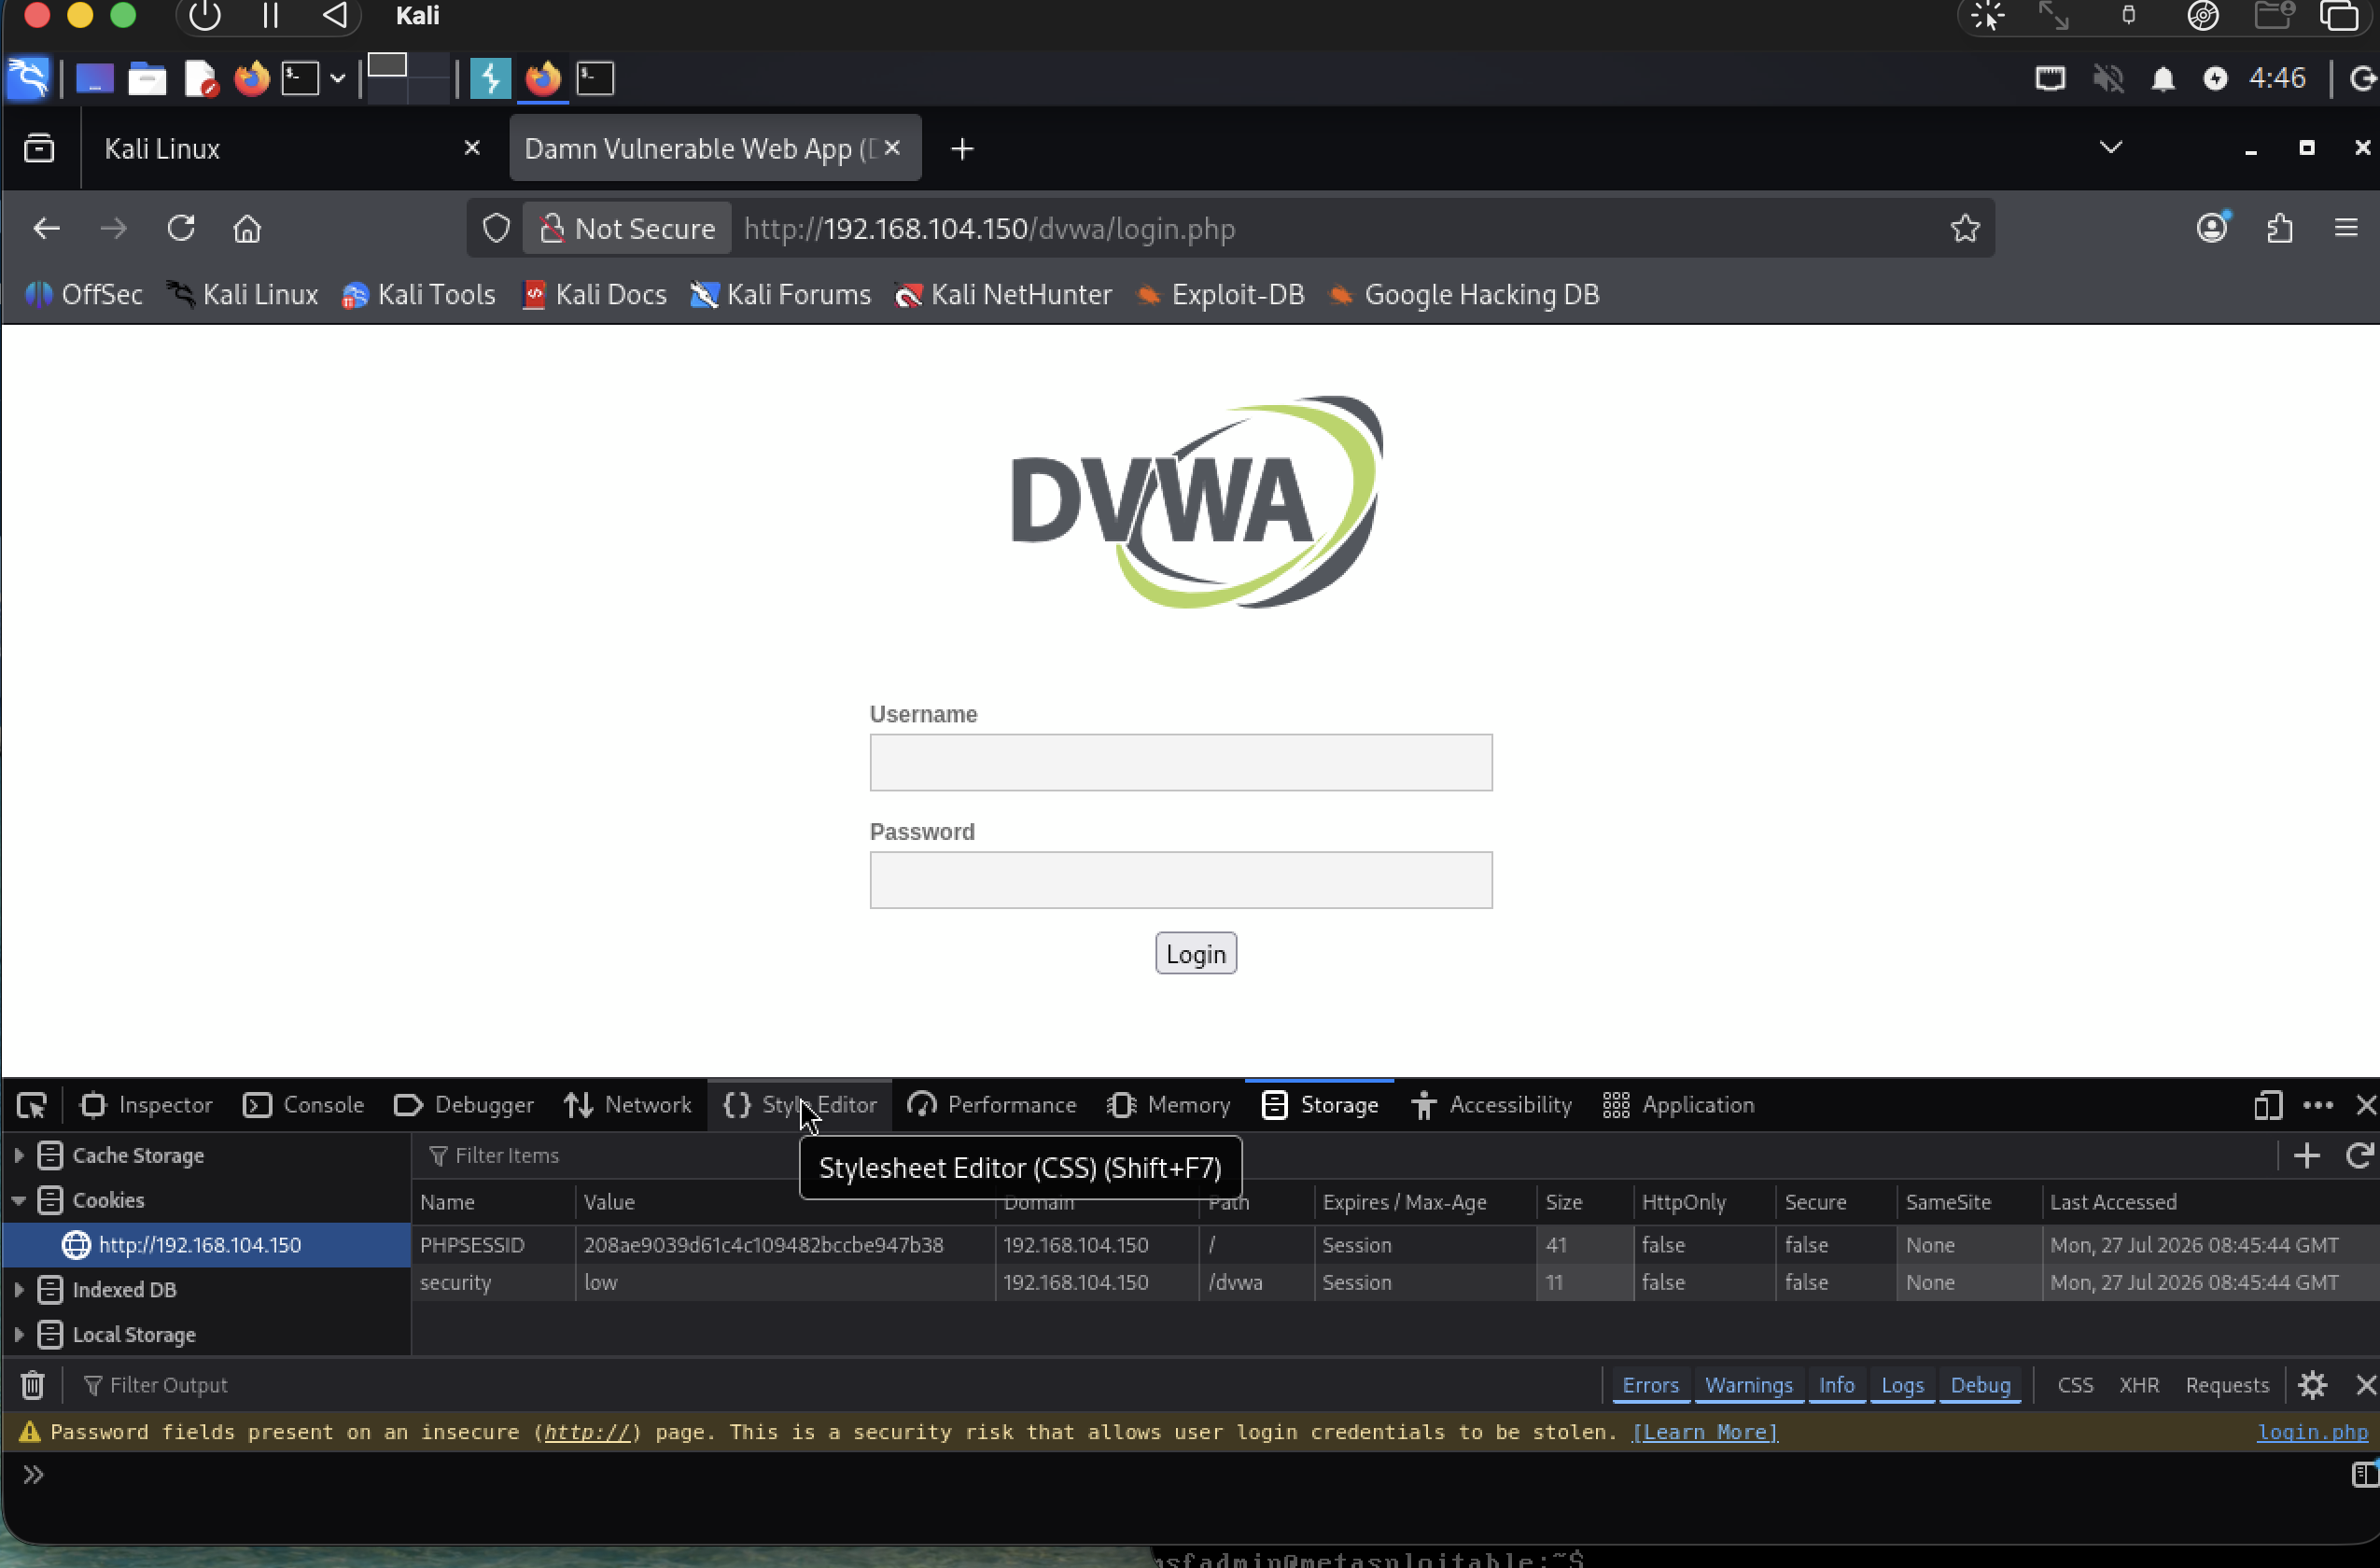 Kali
4:46
Kali Linux
Damn Vulnerable Web App (D
Not Secure
http://192.168.104.150/dvwa/login.php
OffSec
Kali Linux
Kali Tools
Kali Docs
Kali Forums
Kali NetHunter
Exploit-DB
Google Hacking DB
DVWA
Username
Password
Login
Inspector
Console
Debugger
Network
Style Editor
Performance
Memory
Storage
Accessibility
Application
Cache Storage
Filter Items
Stylesheet Editor (CSS) (Shift+F7)
Cookies
Name Value Domain Path Expires / Max-Age Size HttpOnly Secure SameSite Last Accessed
http://192.168.104.150
PHPSESSID 208ae9039d61c4c109482bccbe947b38 192.168.104.150 / Session 41 false false None Mon, 27 Jul 2026 08:45:44 GMT
security low 192.168.104.150 /dvwa Session 11 false false None Mon, 27 Jul 2026 08:45:44 GMT
Indexed DB
Local Storage
Filter Output
Errors Warnings Info Logs Debug CSS XHR Requests
Password fields present on an insecure (http://) page. This is a security risk that allows user login credentials to be stolen. [Learn More] login.php
msfadmin@metasploitable:~$